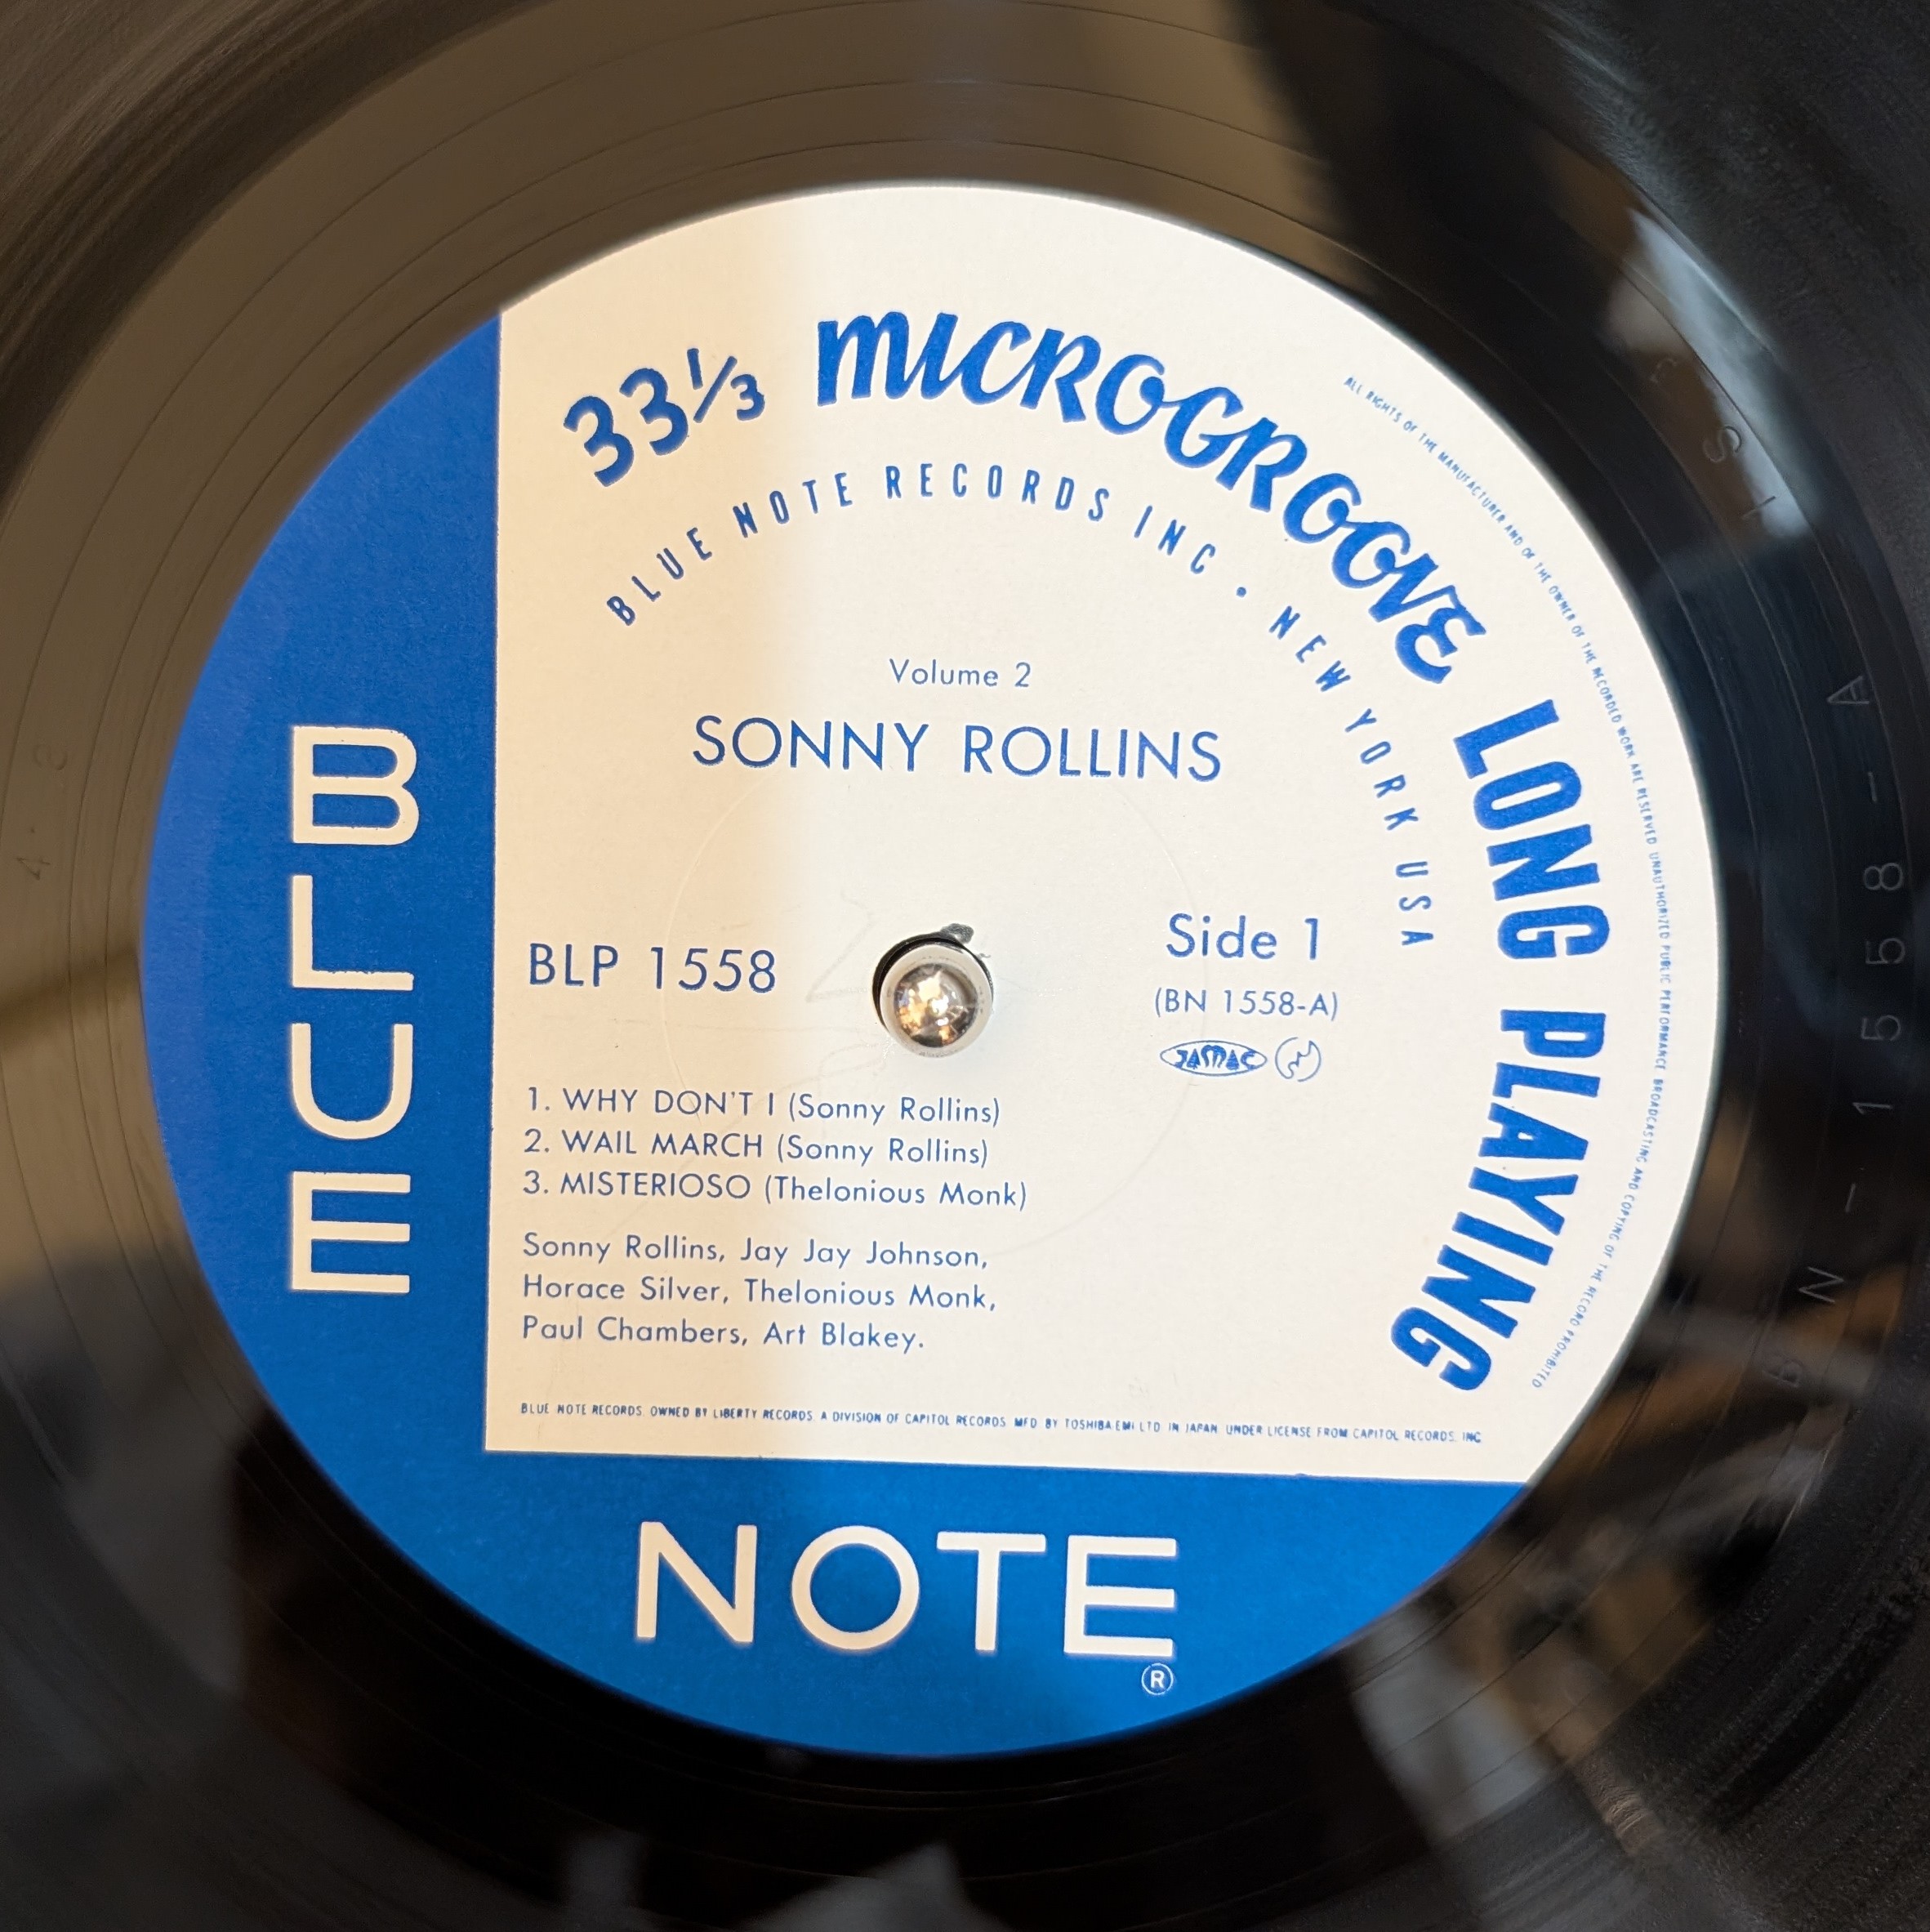 33 1/3 MICROGROOVE LONG PLAYING
BLUE NOTE RECORDS INC • NEW YORK USA
ALL RIGHTS OF THE MANUFACTURER AND OF THE OWNER OF THE RECORDED WORK ARE RESERVED UNAUTHORIZED PUBLIC PERFORMANCE BROADCASTING AND COPYING OF THE RECORD PROHIBITED
Volume 2
SONNY ROLLINS
BLP 1558
Side 1
(BN 1558-A)
JASRAC
1. WHY DON'T I (Sonny Rollins)
2. WAIL MARCH (Sonny Rollins)
3. MISTERIOSO (Thelonious Monk)
Sonny Rollins, Jay Jay Johnson,
Horace Silver, Thelonious Monk,
Paul Chambers, Art Blakey.
BLUE NOTE RECORDS. OWNED BY LIBERTY RECORDS. A DIVISION OF CAPITOL RECORDS. MFD BY TOSHIBA EMI LTD. IN JAPAN. UNDER LICENSE FROM CAPITOL RECORDS. INC
BLUE
NOTE
®
BN-1558-A